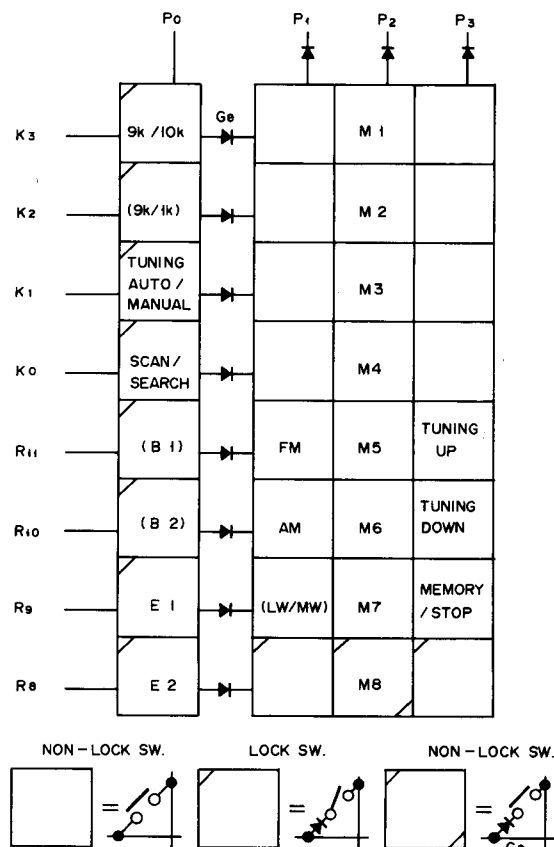 P0 P1 P2 P3
Ge
K3 9k/10k M1
K2 (9k/1k) M2
TUNING
K1 AUTO/ M3
MANUAL
K0 SCAN/ M4
SEARCH
R11 (B 1) FM M5 TUNING
UP
R10 (B 2) AM M6 TUNING
DOWN
R9 E 1 (LW/MW) M7 MEMORY
/STOP
R8 E 2 M8
NON-LOCK SW. LOCK SW. NON-LOCK SW.
= = =
Ge